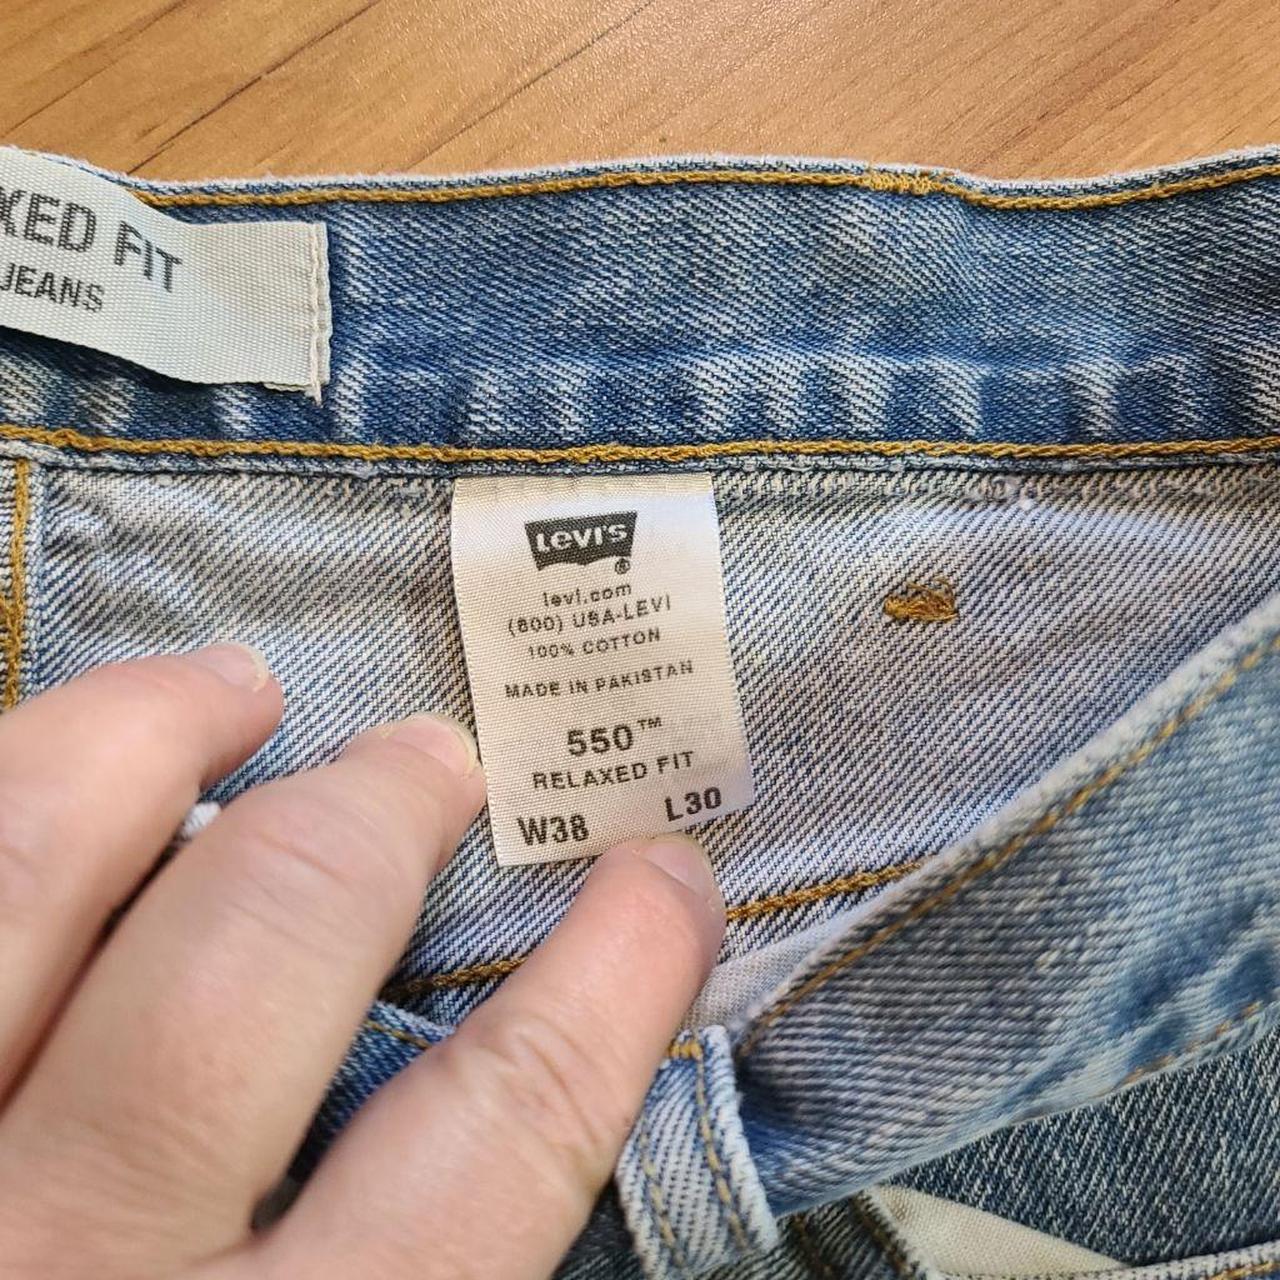 XED FIT
JEANS
Levi's
®
levi.com
(800) USA-LEVI
100% COTTON
MADE IN PAKISTAN
550™
RELAXED FIT
W38 L30